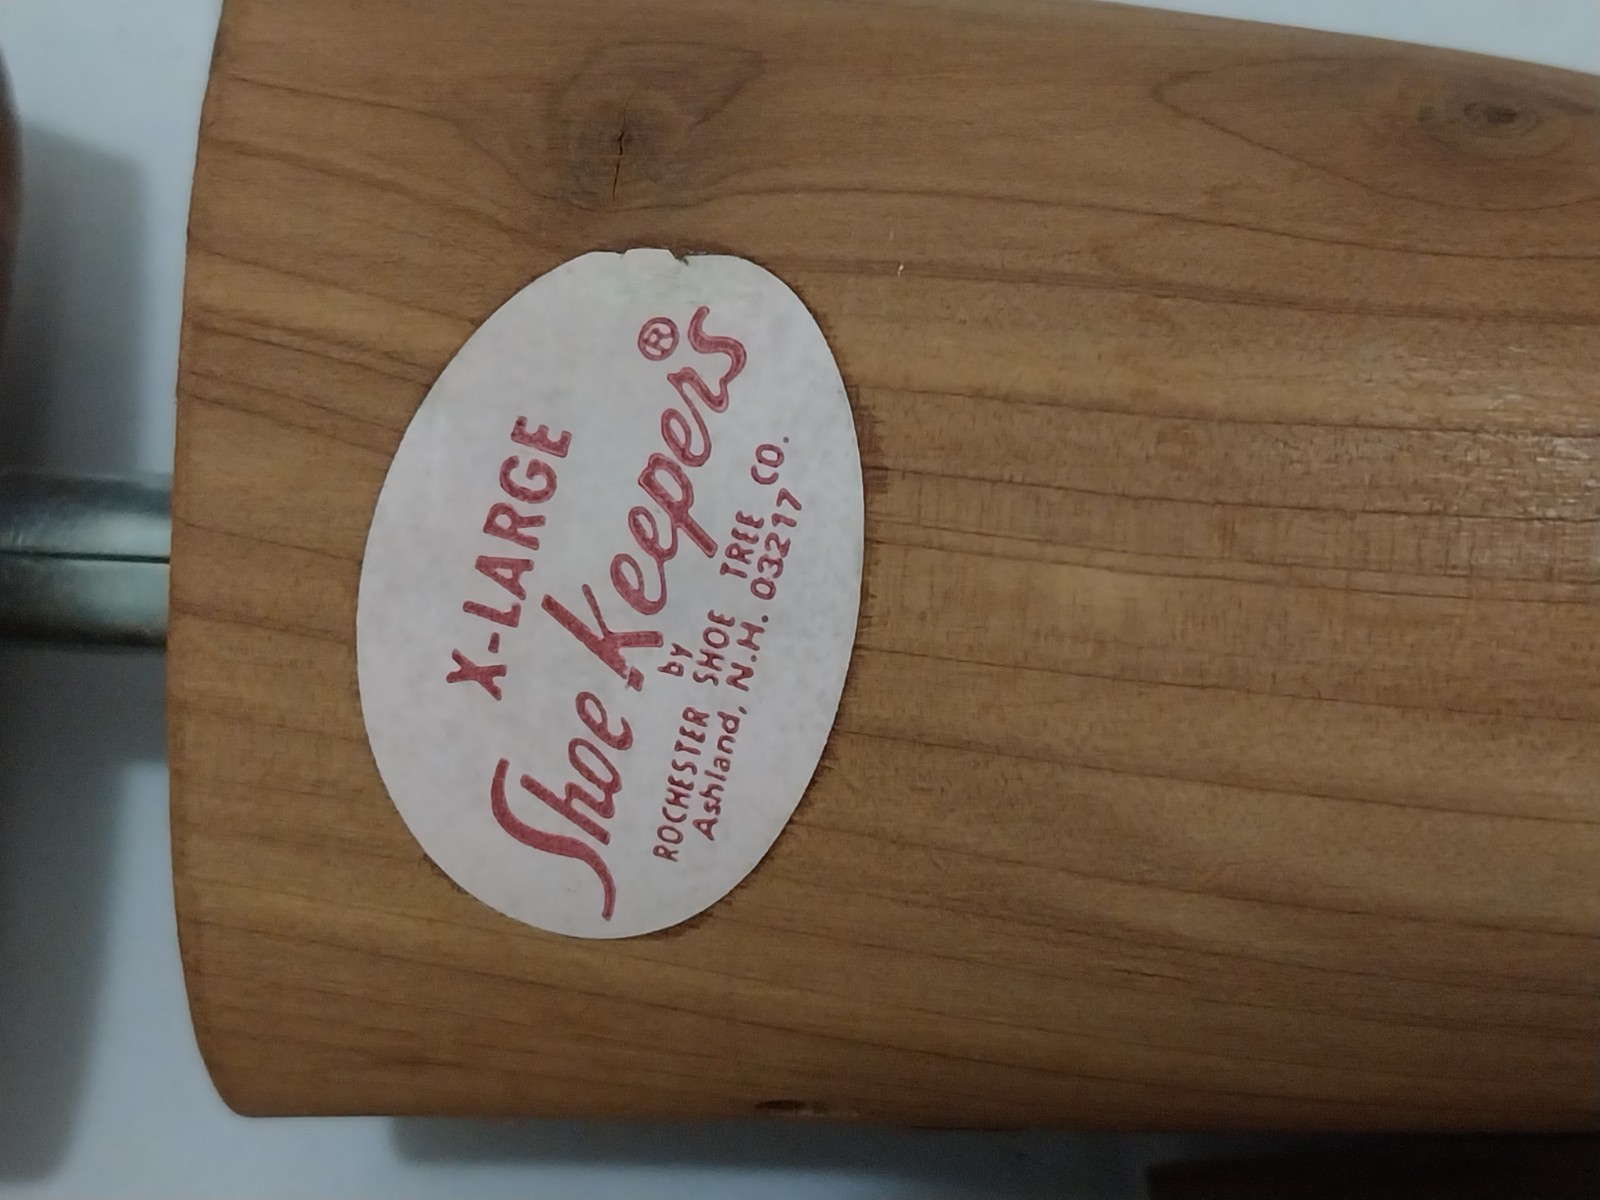 X-LARGE
Shoe Keepers®
by
ROCHESTER SHOE TREE CO.
Ashland, N.H. 03217